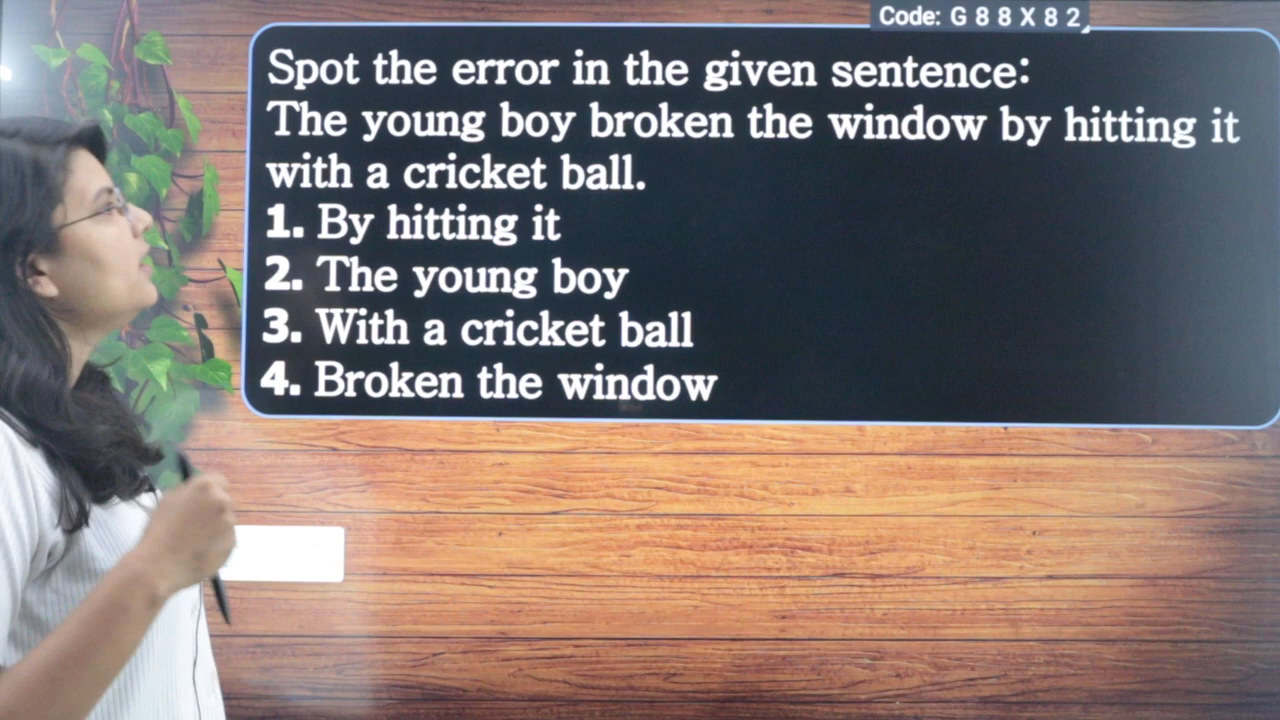 Code: G 8 8 X 8 2
Spot the error in the given sentence:
The young boy broken the window by hitting it
with a cricket ball.
1. By hitting it
2. The young boy
3. With a cricket ball
4. Broken the window